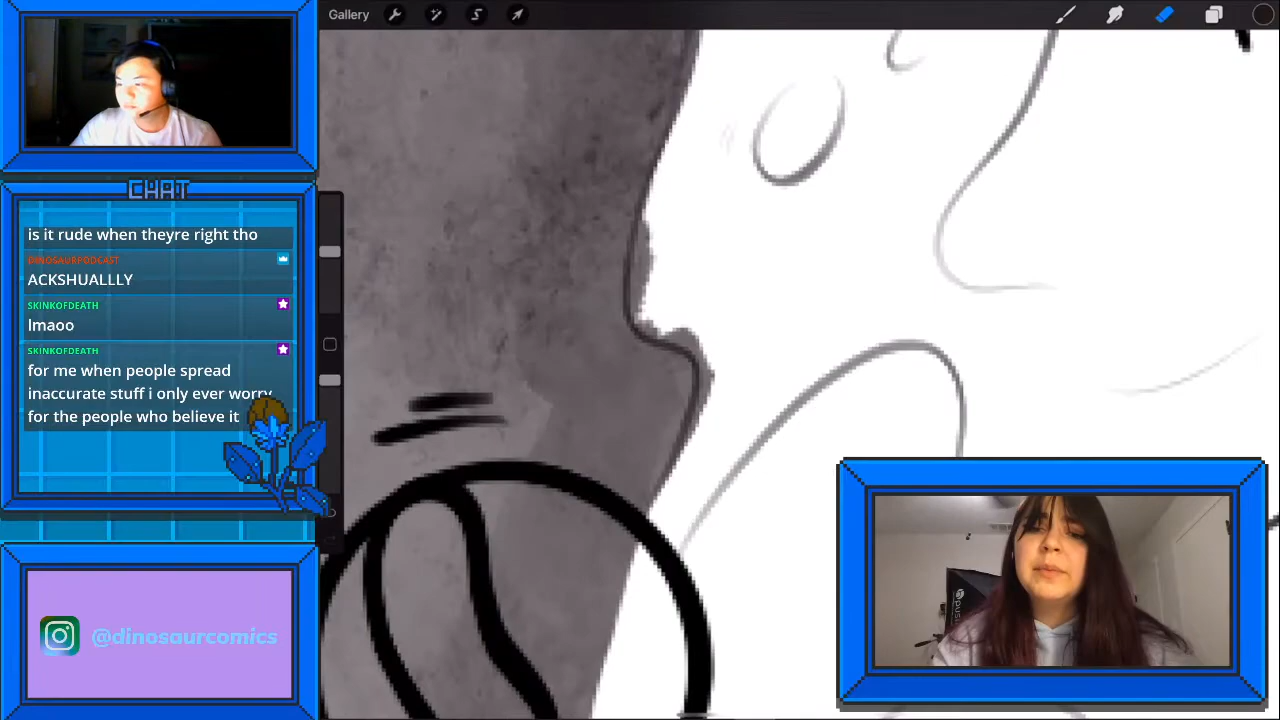 Gallery
CHAT
is it rude when theyre right tho
DINOSAURPODCAST
ACKSHUALLLY
SKINKOFDEATH
lmaoo
SKINKOFDEATH
for me when people spread
inaccurate stuff i only ever worry
for the people who believe it
@dinosaurcomics